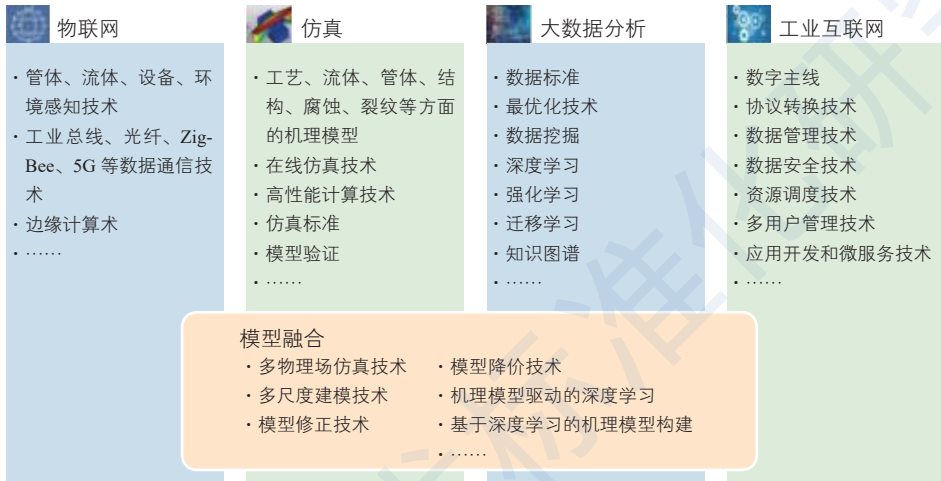 物联网
· 管体、流体、设备、环
境感知技术
· 工业总线、光纤、Zig-
Bee、5G 等数据通信技
术
· 边缘计算术
· ……
仿真
· 工艺、流体、管体、结
构、腐蚀、裂纹等方面
的机理模型
· 在线仿真技术
· 高性能计算技术
· 仿真标准
· 模型验证
· ……
大数据分析
· 数据标准
· 最优化技术
· 数据挖掘
· 深度学习
· 强化学习
· 迁移学习
· 知识图谱
· ……
工业互联网
· 数字主线
· 协议转换技术
· 数据管理技术
· 数据安全技术
· 资源调度技术
· 多用户管理技术
· 应用开发和微服务技术
· ……
模型融合
· 多物理场仿真技术
· 多尺度建模技术
· 模型修正技术
· 模型降价技术
· 机理模型驱动的深度学习
· 基于深度学习的机理模型构建
· ……
标准化研